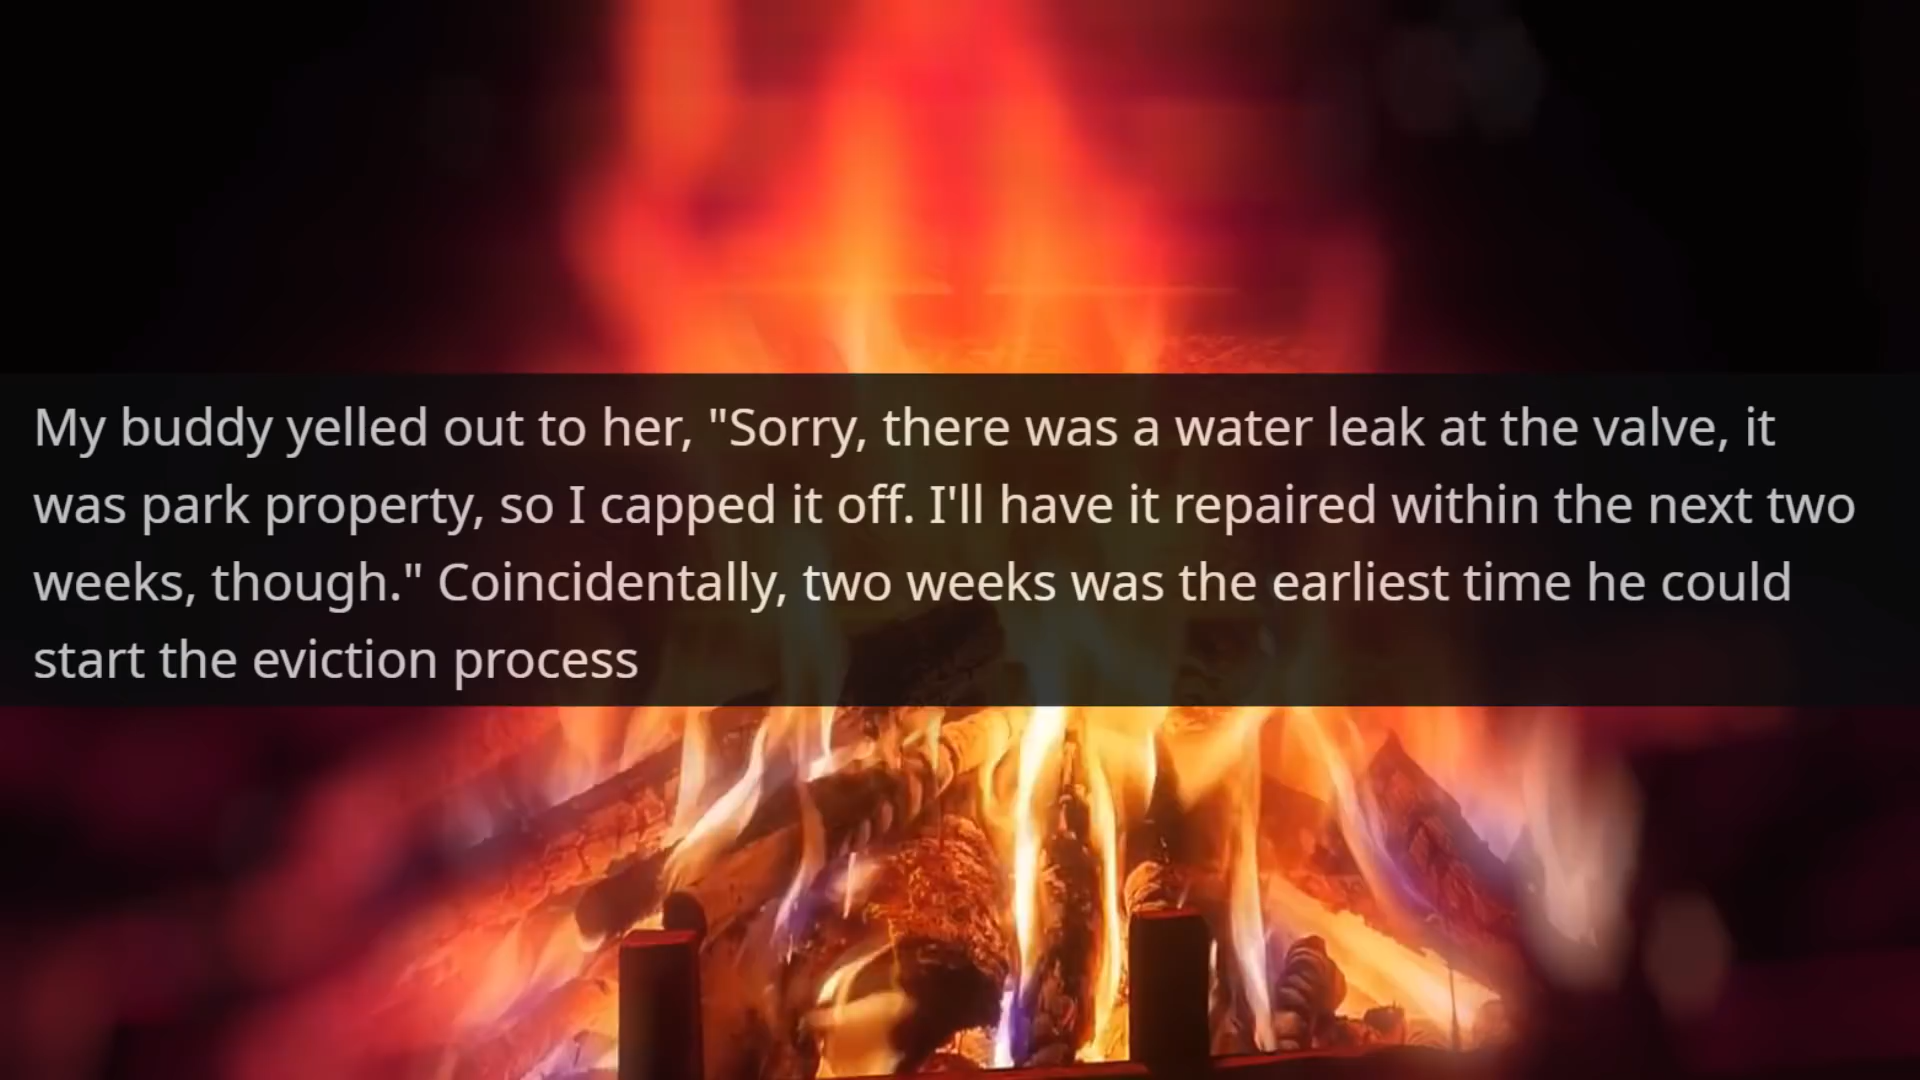 My buddy yelled out to her, "Sorry, there was a water leak at the valve, it
was park property, so I capped it off. I'll have it repaired within the next two
weeks, though." Coincidentally, two weeks was the earliest time he could
start the eviction process